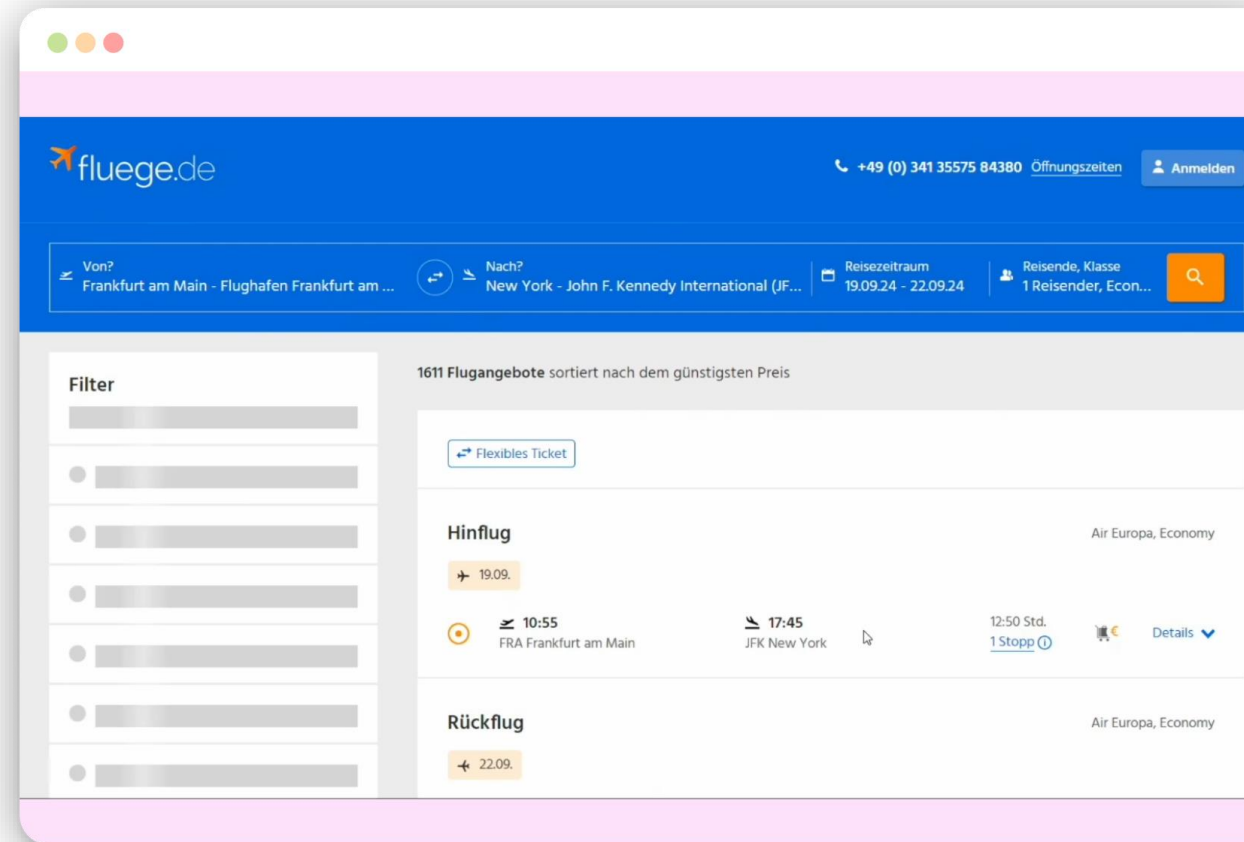 fluege.de
+49 (0) 341 35575 84380 Öffnungszeiten
Anmelden
Von?
Frankfurt am Main - Flughafen Frankfurt am ...
Nach?
New York - John F. Kennedy International (JF...
Reisezeitraum
19.09.24 - 22.09.24
Reisende, Klasse
1 Reisender, Econ...
Filter
1611 Flugangebote sortiert nach dem günstigsten Preis
Flexibles Ticket
Hinflug
Air Europa, Economy
19.09.
10:55
FRA Frankfurt am Main
17:45
JFK New York
12:50 Std.
1 Stopp
€
Details
Rückflug
Air Europa, Economy
22.09.